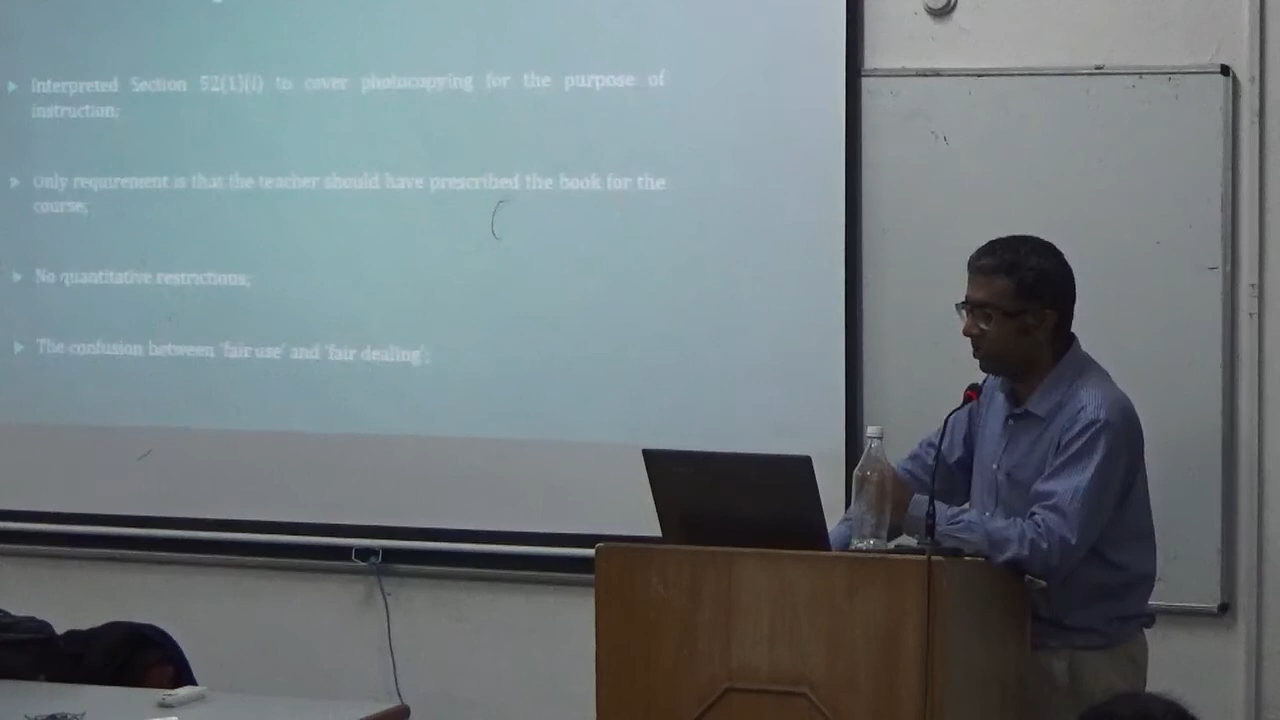 Interpreted Section 52(1)(i) to cover photocopying for the purpose of
instruction;
Only requirement is that the teacher should have prescribed the book for the
course;
No quantitative restrictions;
The confusion between 'fair use' and 'fair dealing';